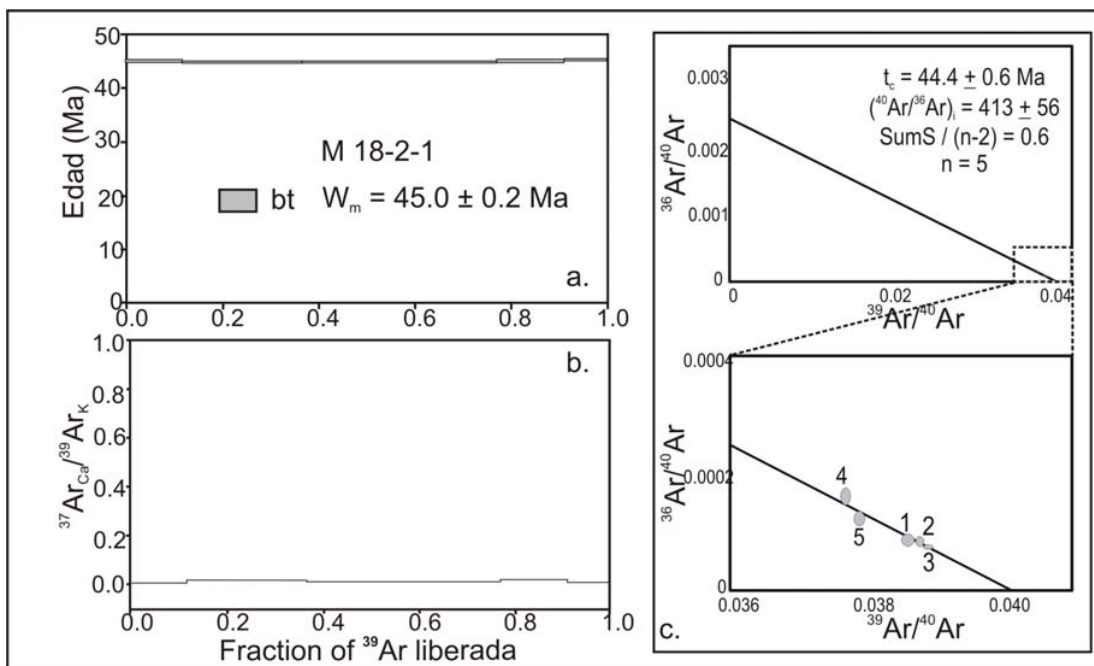 50
40
30
20
10
0
Edad (Ma)
M 18-2-1
bt Wₘ = 45.0 ± 0.2 Ma
a.
0.0 0.2 0.4 0.6 0.8 1.0
1.0
0.8
0.6
0.4
0.2
0.0
³⁷Ar_Ca/³⁹Ar_K
b.
0.0 0.2 0.4 0.6 0.8 1.0
Fraction of ³⁹Ar liberada
0.003
0.002
0.001
0
³⁶Ar/⁴⁰Ar
t_c = 44.4 ± 0.6 Ma
(⁴⁰Ar/³⁶Ar)ᵢ = 413 ± 56
SumS / (n-2) = 0.6
n = 5
0 0.02 0.04
³⁹Ar/⁴⁰Ar
0.0004
0.0002
0
³⁶Ar/⁴⁰Ar
4
5
1
2
3
0.036 0.038 0.040
³⁹Ar/⁴⁰Ar
c.